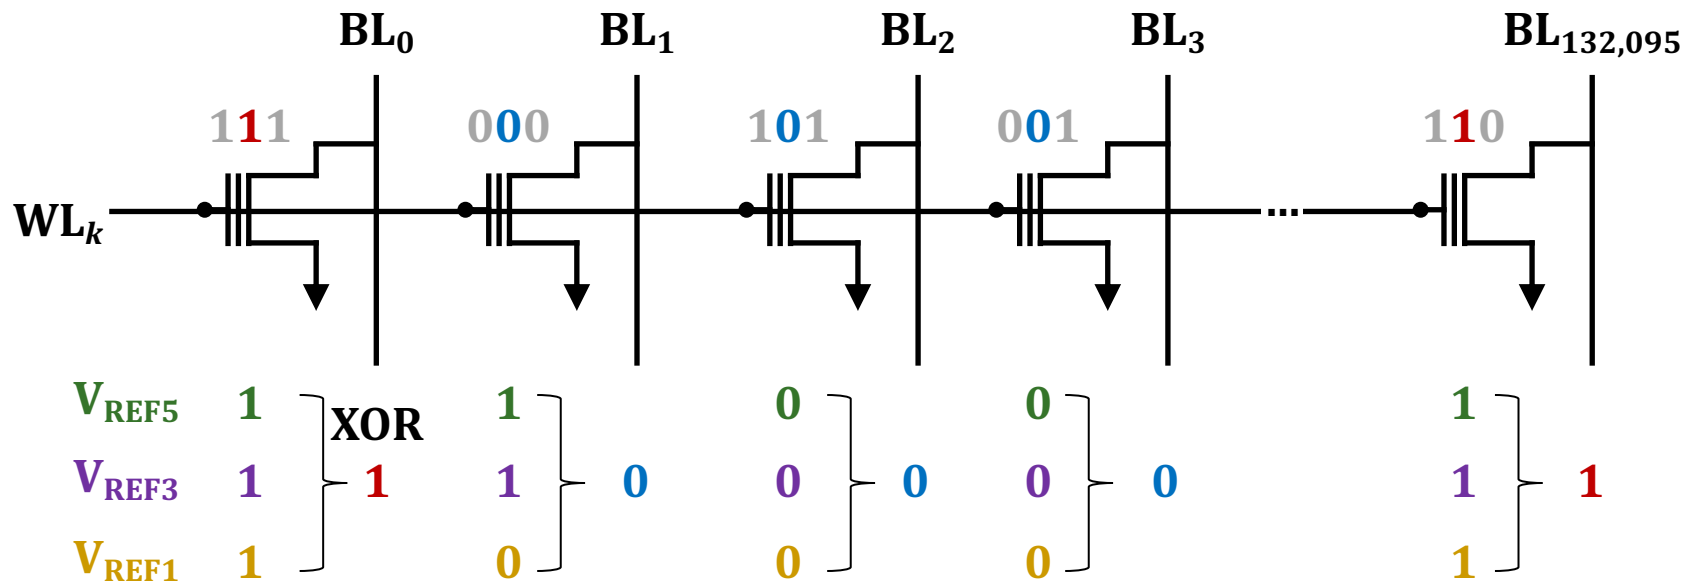 BL0 BL1 BL2 BL3 BL132,095
111 000 101 001 110
WLk ...
VREF5 1 1 0 0 1
XOR
VREF3 1 1 1 0 0 0 0 0 1 1
VREF1 1 0 0 0 1